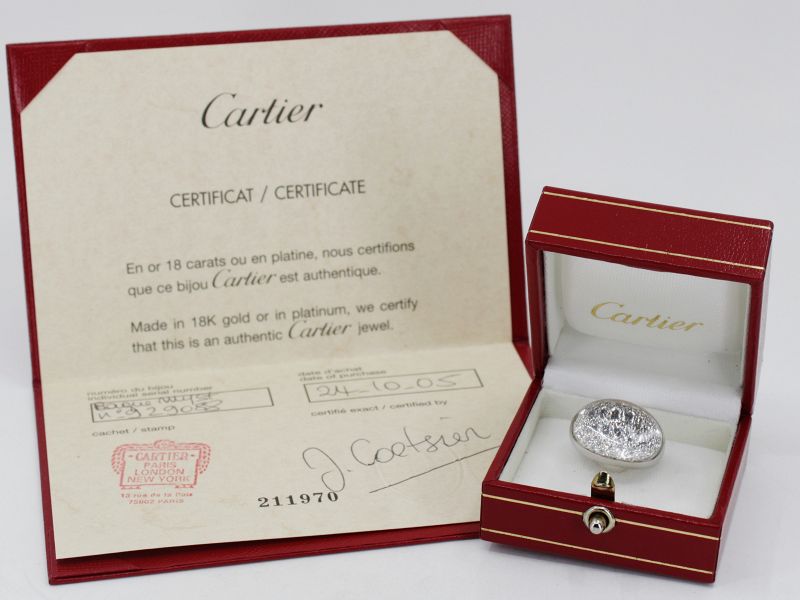 Cartier
CERTIFICAT / CERTIFICATE
En or 18 carats ou en platine, nous certifions
que ce bijou Cartier est authentique.
Made in 18K gold or in platinum, we certify
that this is an authentic Cartier jewel.
numéro du bijou
individual serial number
Bague
n°
date d'achat
date of purchase
24-10-05
cachet / stamp
certifié exact / certified by
CARTIER
PARIS
LONDON
NEW YORK
13 rue de la Paix
75002 PARIS
J. Coetsier
211970
Cartier